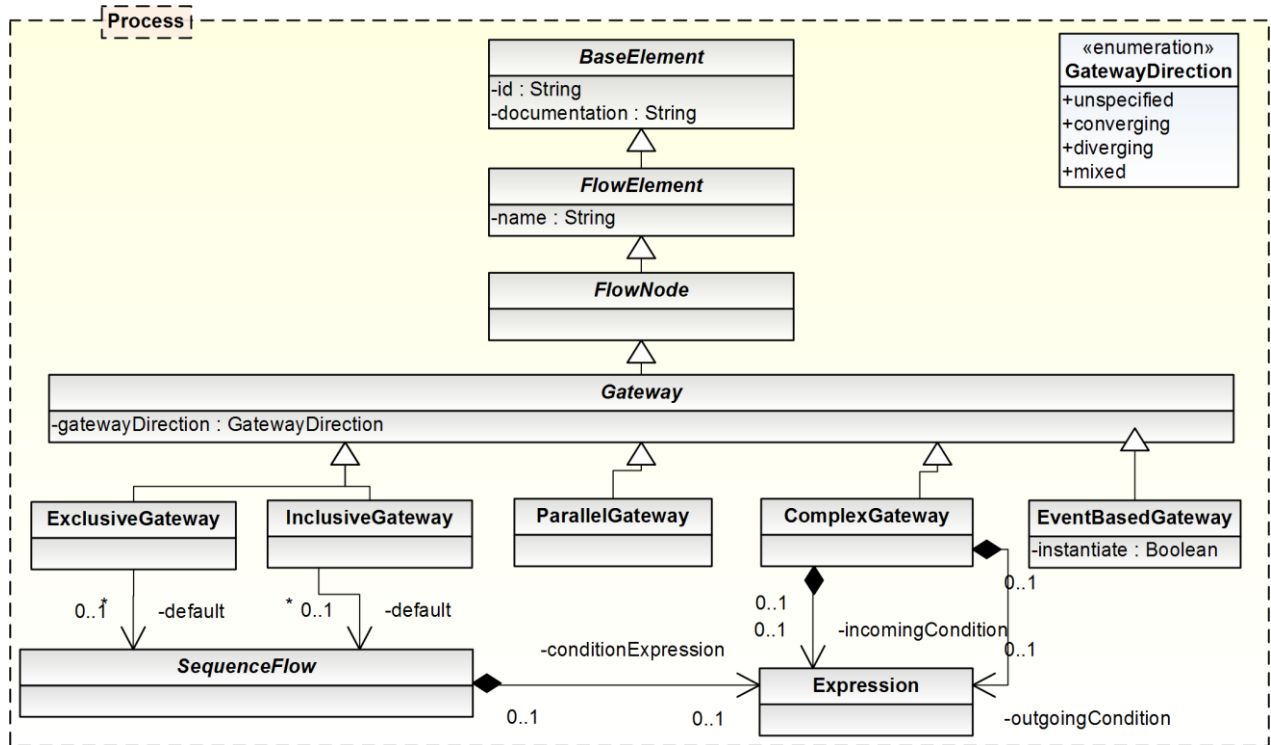 Process
BaseElement
-id : String
-documentation : String
«enumeration»
GatewayDirection
+unspecified
+converging
+diverging
+mixed
FlowElement
-name : String
FlowNode
Gateway
-gatewayDirection : GatewayDirection
ExclusiveGateway
InclusiveGateway
ParallelGateway
ComplexGateway
EventBasedGateway
-instantiate : Boolean
0..1
*
-default
*
0..1
-default
0..1
0..1
-incomingCondition
0..1
0..1
-outgoingCondition
SequenceFlow
-conditionExpression
0..1
0..1
Expression